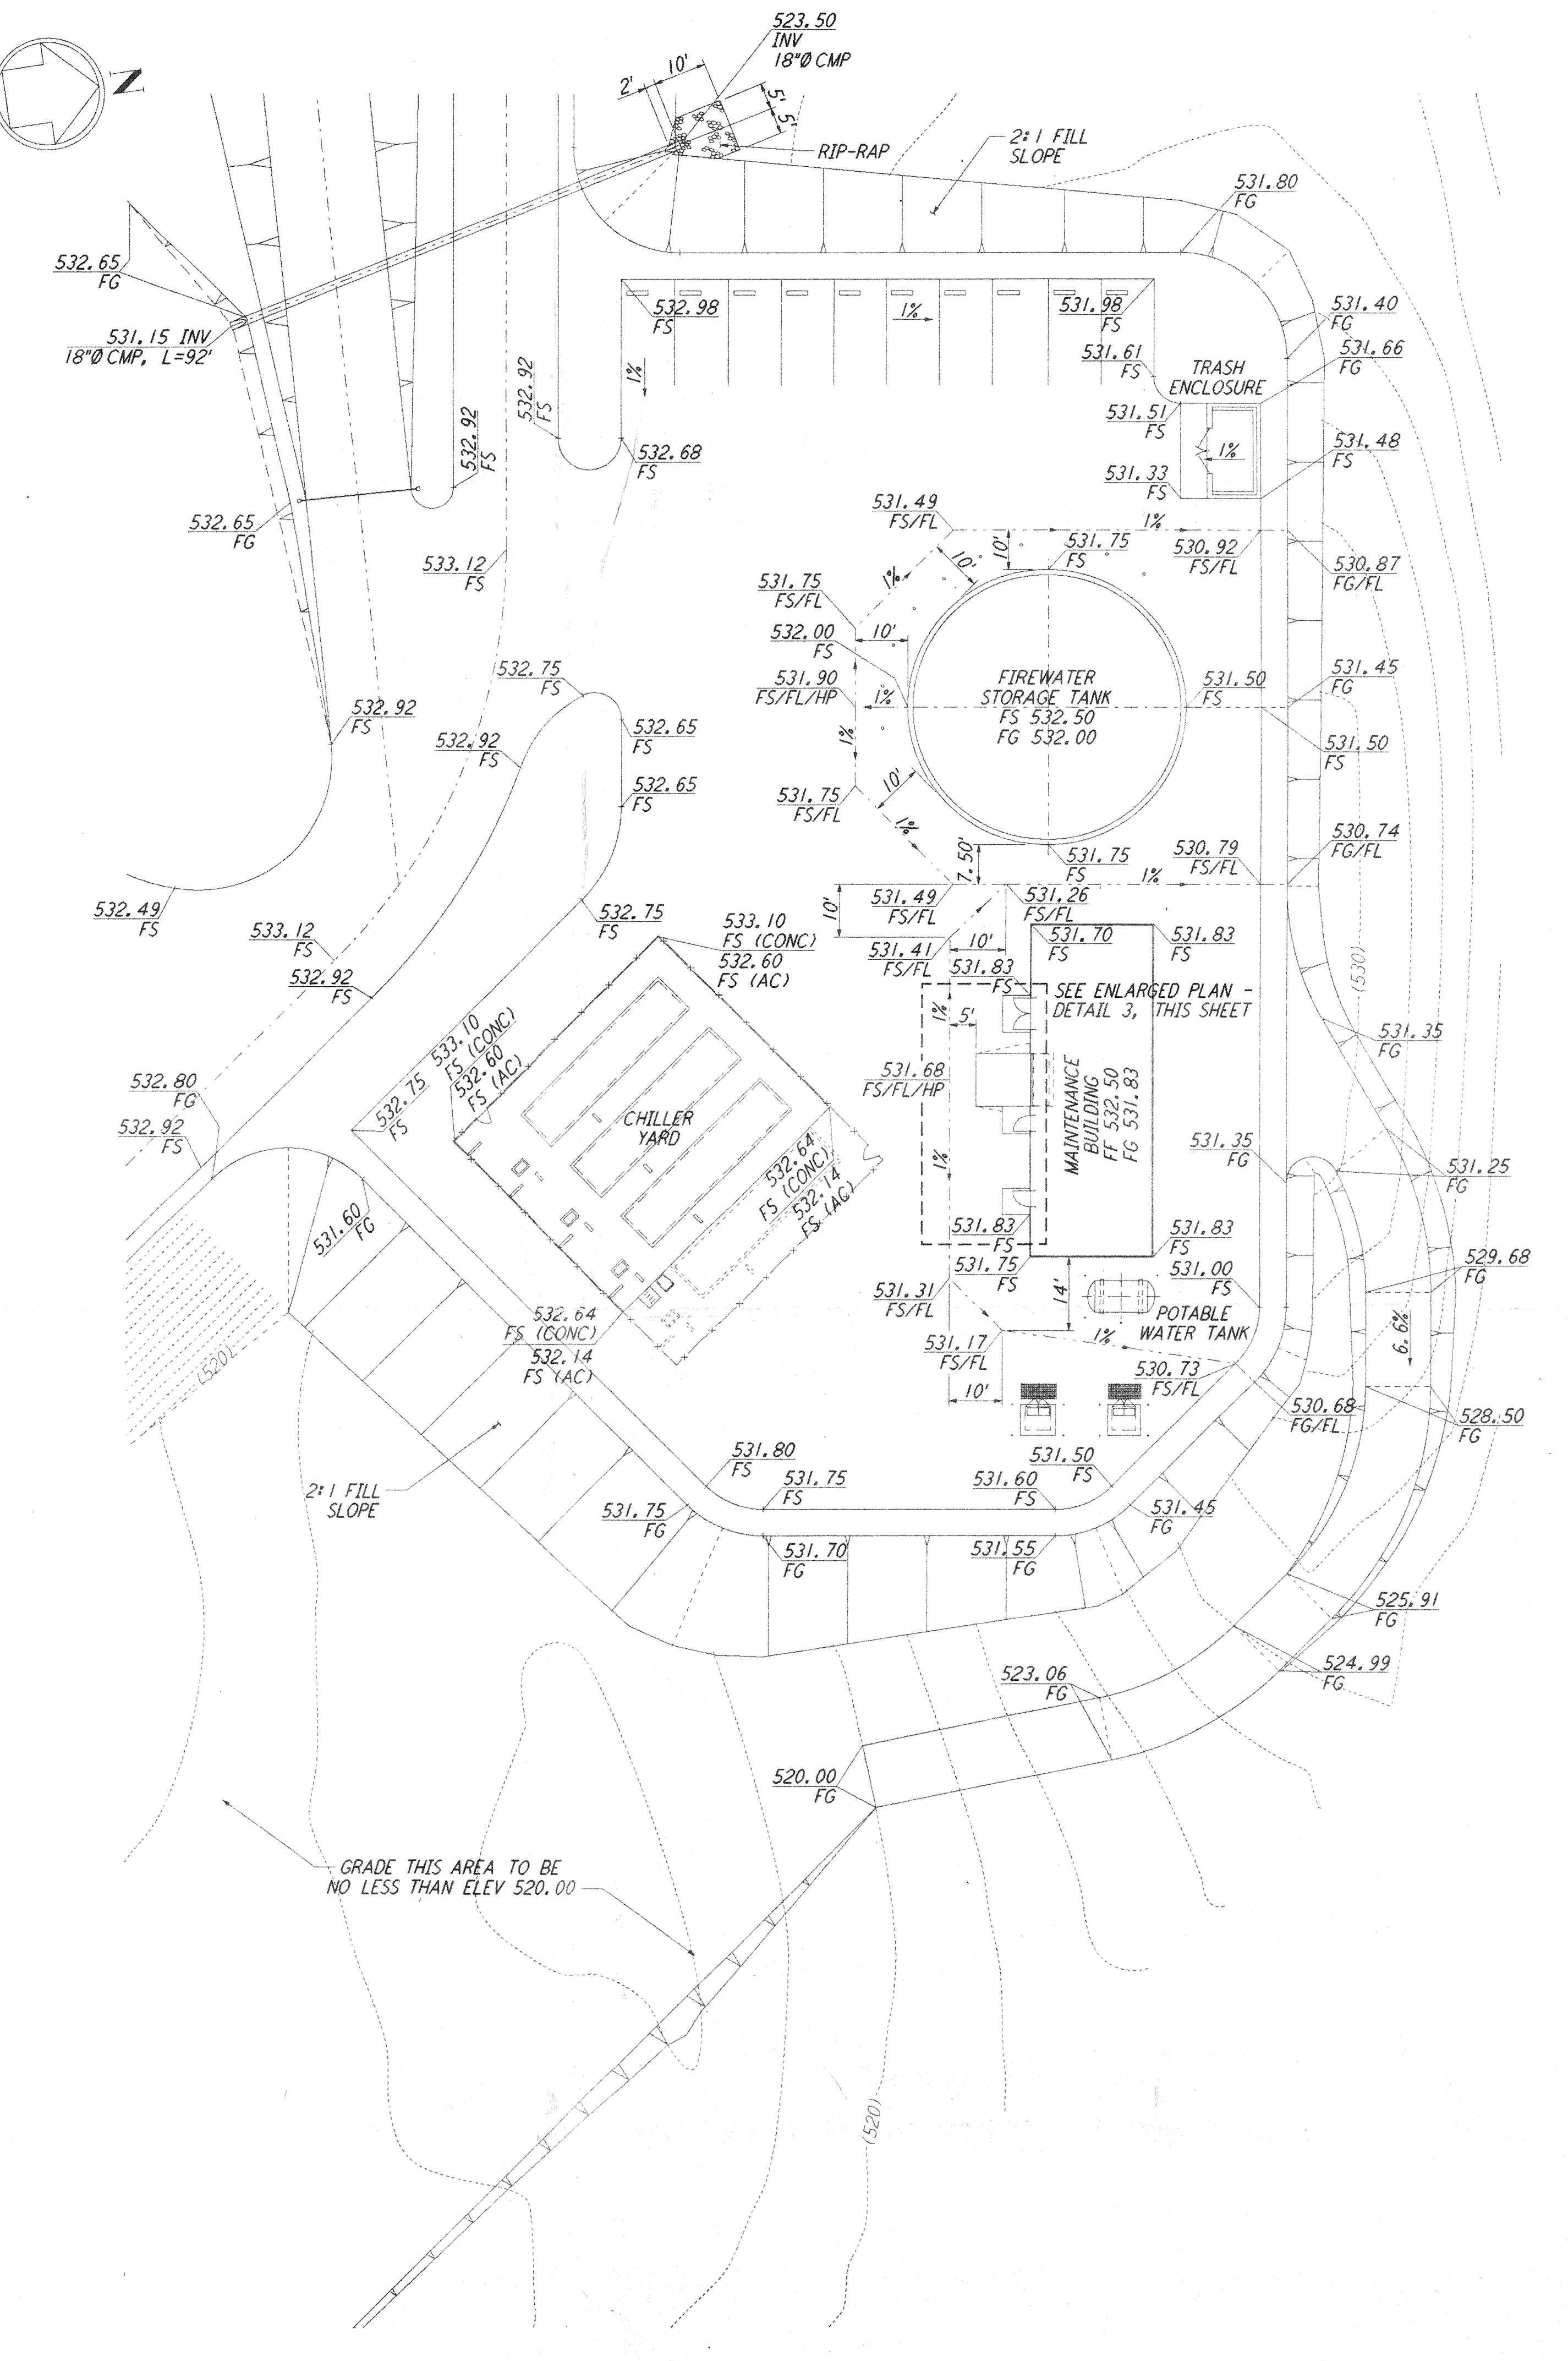 523.50
INV
18"Ø CMP
10'
2'
5'
5'
N
RIP-RAP
2:1 FILL
SLOPE
531.80
FG
532.65
FG
531.15 INV
18"Ø CMP, L=92'
532.98
FS
1%
531.98
FS
531.40
FG
531.66
FG
531.61
FS
TRASH
ENCLOSURE
1%
532.92
FS
532.92
FS
532.68
FS
531.51
FS
1%
531.48
FS
531.33
FS
532.65
FG
531.49
FS/FL
1%
10'
10'
531.75
FS
530.92
FS/FL
530.87
FG/FL
533.12
FS
1%
531.75
FS/FL
532.00
FS
10'
532.75
FS
531.90
FS/FL/HP
1%
1%
FIREWATER
STORAGE TANK
FS 532.50
FG 532.00
531.50
FS
531.45
FG
531.50
FS
532.92
FS
532.92
FS
532.65
FS
532.65
FS
531.75
FS/FL
10'
1%
7.50'
531.75
FS
530.79
FS/FL
1%
530.74
FG/FL
532.49
FS
533.12
FS
532.92
FS
532.75
FS
533.10
FS (CONC)
532.60
FS (AC)
10'
531.49
FS/FL
531.26
FS/FL
531.41
FS/FL
10'
531.70
FS
531.83
FS
531.83
FS
SEE ENLARGED PLAN -
DETAIL 3, THIS SHEET
(530)
1%
5'
531.35
FG
533.10
FS (CONC)
532.60
FS (AC)
532.75
FS
531.68
FS/FL/HP
MAINTENANCE
BUILDING
FF 532.50
FG 531.83
532.80
FG
532.92
FS
CHILLER
YARD
532.64
FS (CONC)
532.14
FS (AC)
1%
531.35
FG
531.25
FG
531.60
FG
531.83
FS
531.83
FS
531.75
FS
531.00
FS
529.68
FG
6.6%
531.31
FS/FL
14'
POTABLE
WATER TANK
1%
531.17
FS/FL
532.64
FS (CONC)
532.14
FS (AC)
(520)
10'
530.73
FS/FL
530.68
FG/FL
528.50
FG
531.80
FS
531.75
FS
531.60
FS
531.50
FS
2:1 FILL
SLOPE
531.75
FG
531.45
FG
531.70
FG
531.55
FG
525.91
FG
524.99
FG
523.06
FG
520.00
FG
GRADE THIS AREA TO BE
NO LESS THAN ELEV 520.00
(520)